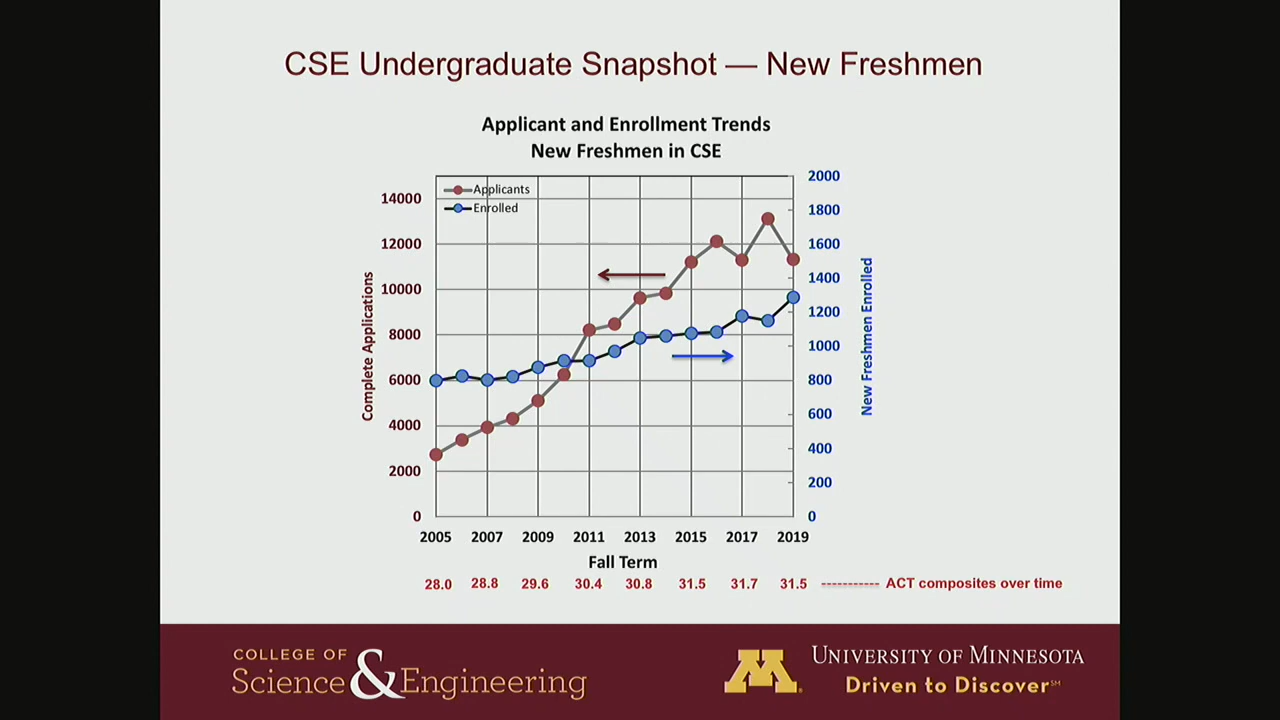 CSE Undergraduate Snapshot — New Freshmen
Applicant and Enrollment Trends
New Freshmen in CSE
Applicants
Enrolled
Complete Applications
14000
12000
10000
8000
6000
4000
2000
0
2000
1800
1600
1400
1200
1000
800
600
400
200
0
New Freshmen Enrolled
2005 2007 2009 2011 2013 2015 2017 2019
Fall Term
28.0 28.8 29.6 30.4 30.8 31.5 31.7 31.5 ----------- ACT composites over time
COLLEGE OF
Science & Engineering
M
UNIVERSITY OF MINNESOTA
Driven to Discover℠